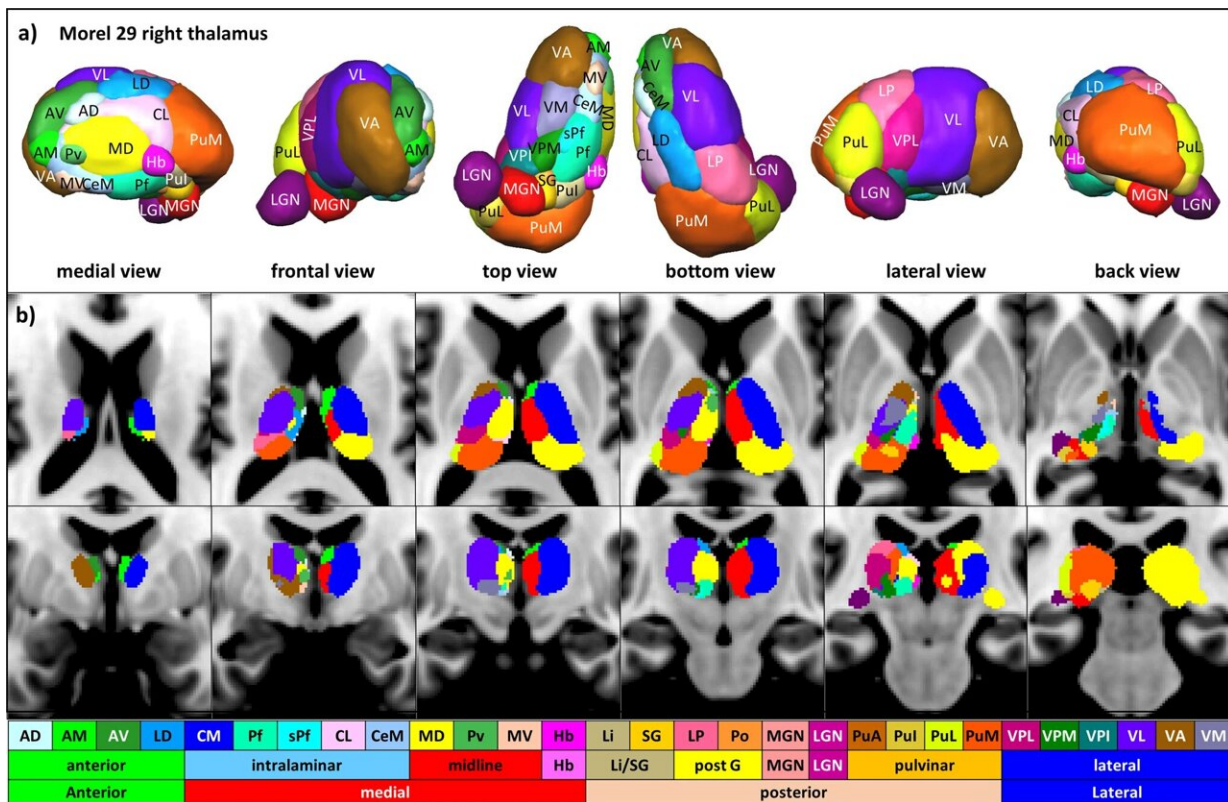 a) Morel 29 right thalamus
VL LD AV AD CL PuM AM Pv MD Hb VA MV CeM Pf PuI LGN MGN
VPL VA AV AM PuL LGN MGN
VA AM MV VL VM CeM MD sPf VPI VPM Pf Hb LGN MGN SG PuI PuL PuM
VA AV CeM VL LD CL LP LGN PuL PuM
LP VL PuM PuL VPL VA LGN VM
LD LP CL MD PuM Hb PuL MGN LGN
medial view frontal view top view bottom view lateral view back view
b)
AD AM AV LD CM Pf sPf CL CeM MD Pv MV Hb Li SG LP Po MGN LGN PuA PuI PuL PuM VPL VPM VPI VL VA VM
anterior intralaminar midline Hb Li/SG post G MGN LGN pulvinar lateral
Anterior medial posterior Lateral